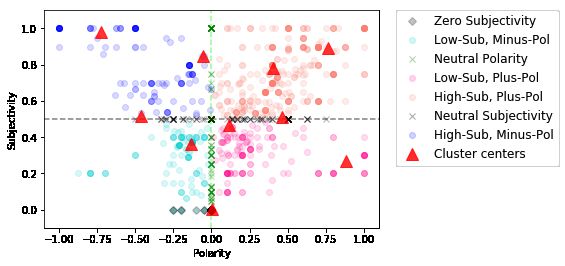 1.0
0.8
0.6
0.4
0.2
0.0
Subjectivity
−1.00 −0.75 −0.50 −0.25 0.00 0.25 0.50 0.75 1.00
Polarity
Zero Subjectivity
Low-Sub, Minus-Pol
Neutral Polarity
Low-Sub, Plus-Pol
High-Sub, Plus-Pol
Neutral Subjectivity
High-Sub, Minus-Pol
Cluster centers